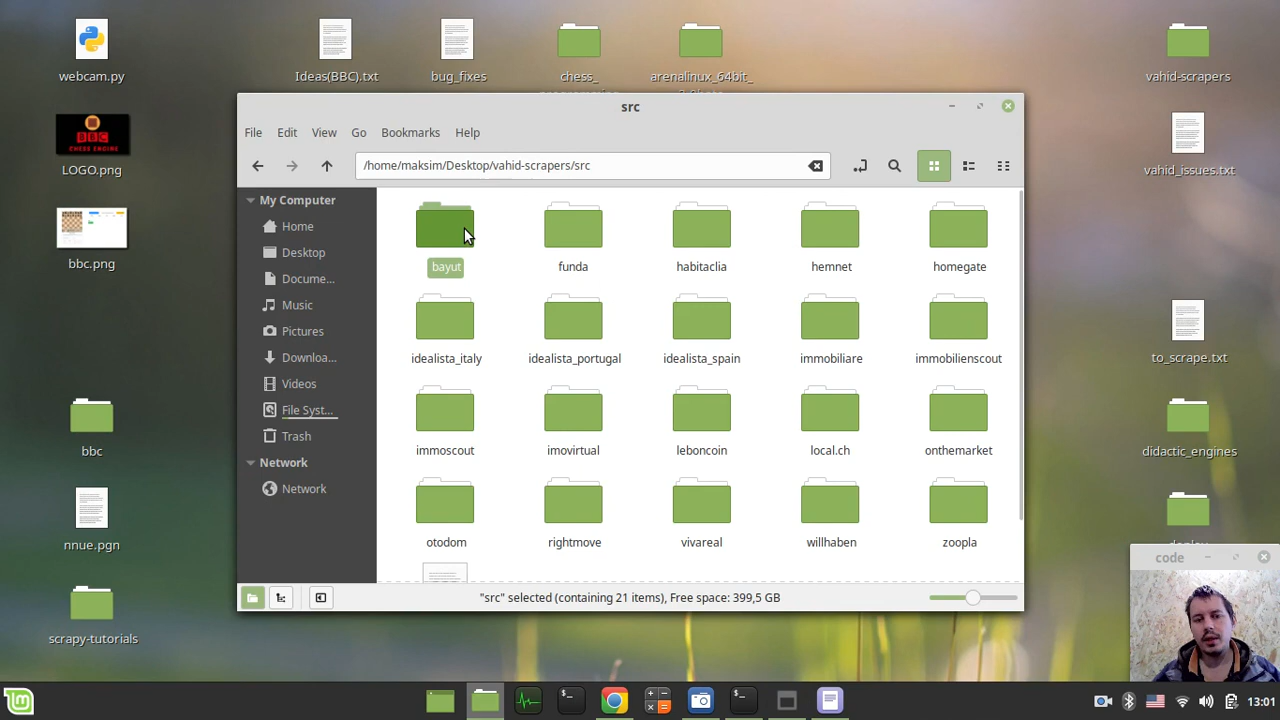 webcam.py
Ideas(BBC).txt
bug_fixes
chess_
arenalinux_64bit_
vahid-scrapers
LOGO.png
BBC
CHESS ENGINE
vahid_issues.txt
bbc.png
to_scrape.txt
bbc
didactic_engines
nnue.pgn
scrapy-tutorials
src
File Edit View Go Bookmarks Help
/home/maksim/Desktop/vahid-scrapers/src
My Computer
Home
Desktop
Docume...
Music
Pictures
Downloa...
Videos
File Syst...
Trash
Network
Network
bayut funda habitaclia hemnet homegate
idealista_italy idealista_portugal idealista_spain immobiliare immobilienscout
immoscout imovirtual leboncoin local.ch onthemarket
otodom rightmove vivareal willhaben zoopla
"src" selected (containing 21 items), Free space: 399,5 GB
code
13:01